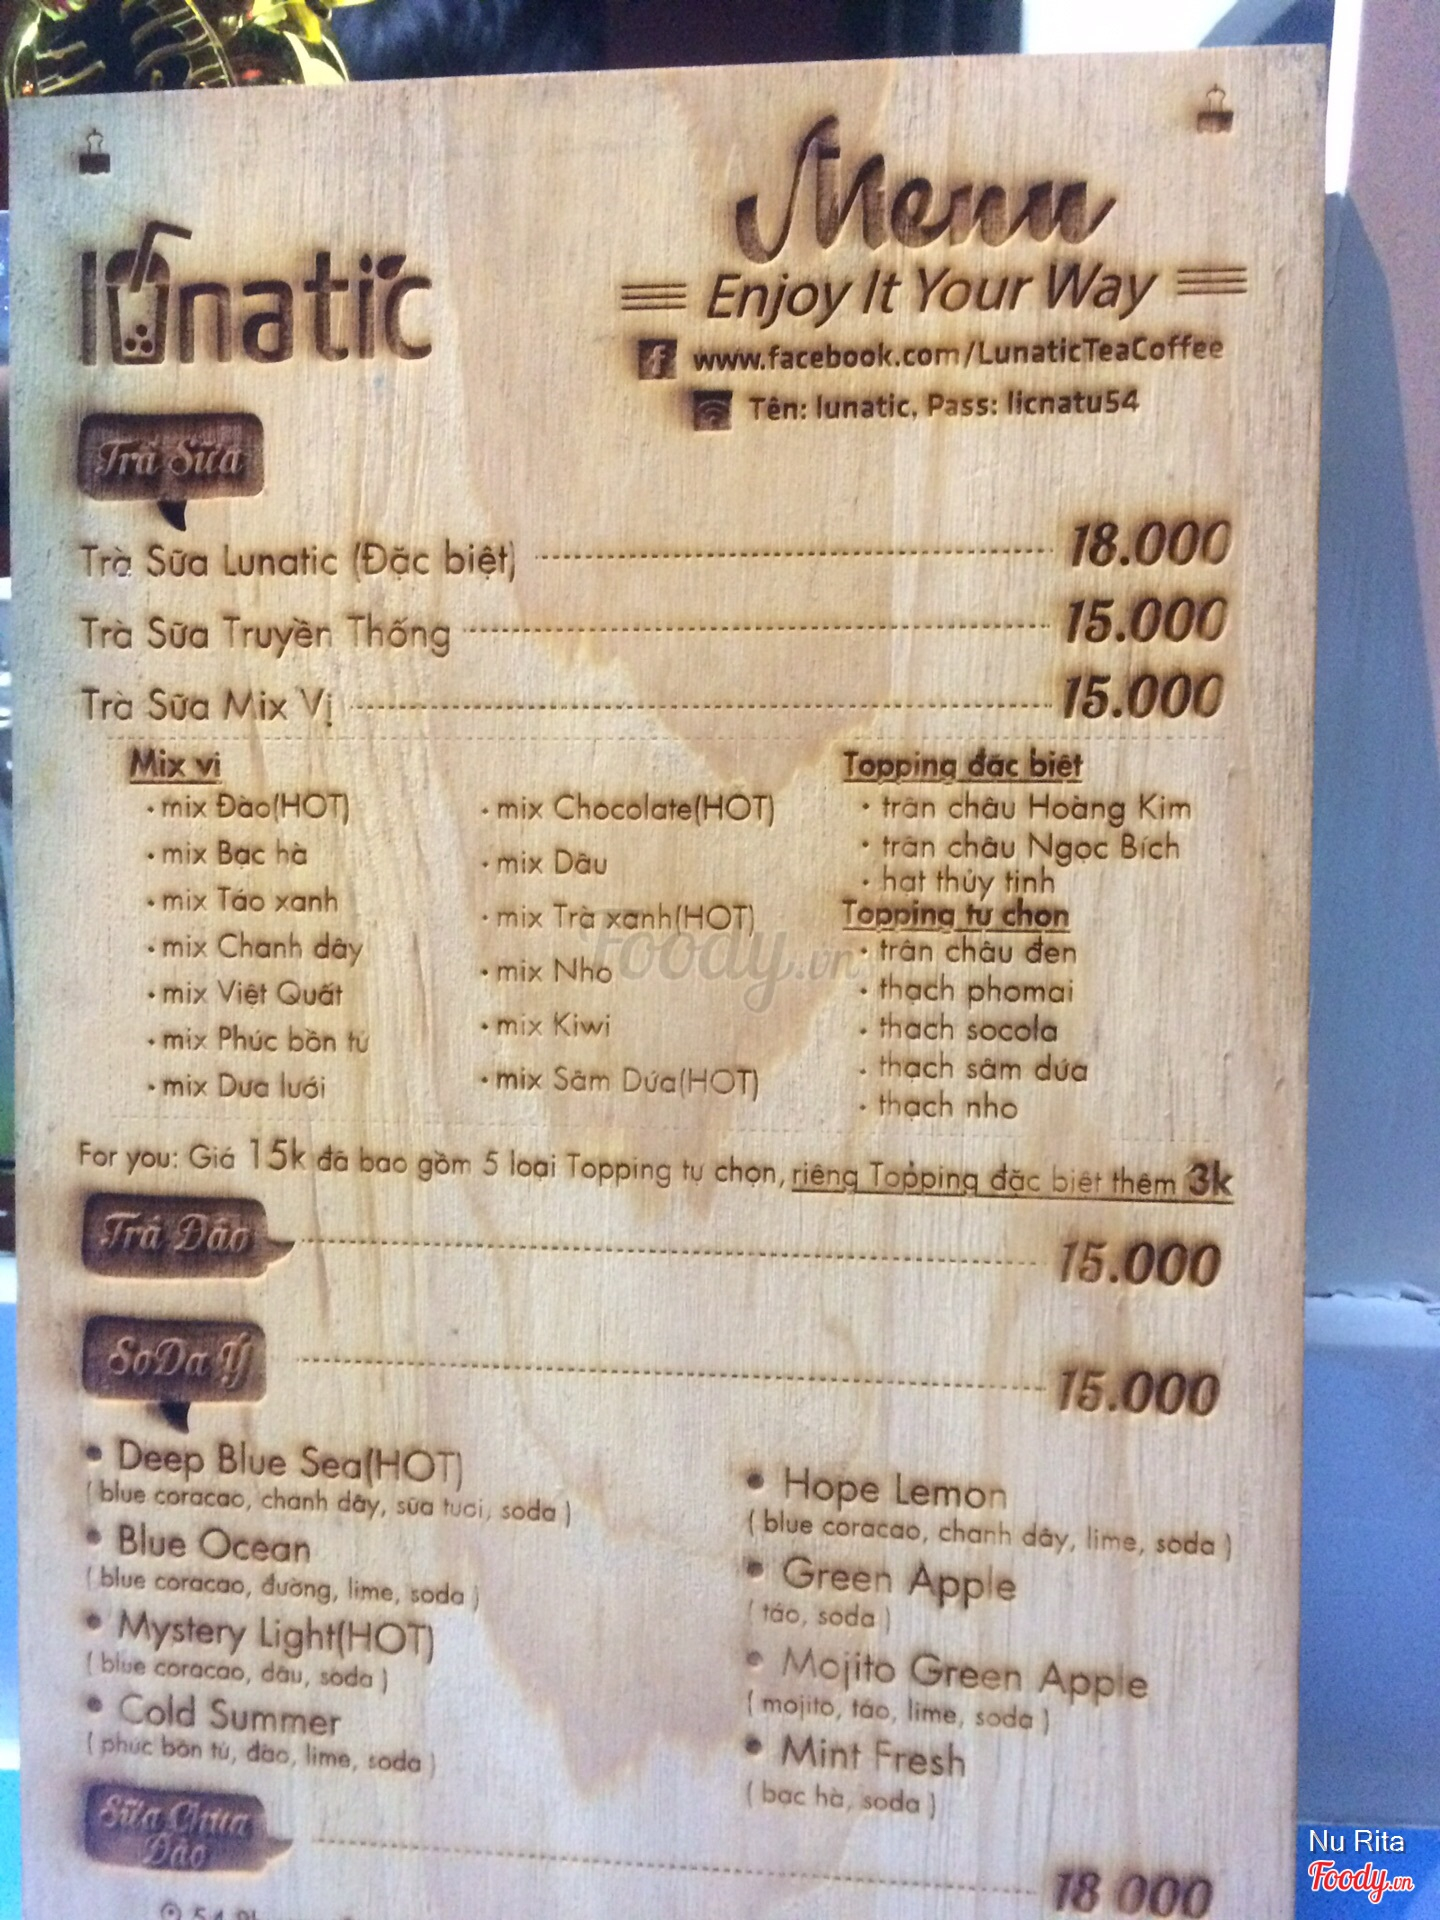 lunatic
Menu
Enjoy It Your Way
www.facebook.com/LunaticTeaCoffee
Tên: lunatic, Pass: licnatu54
Trà Sữa
Trà Sữa Lunatic (Đặc biệt) 18.000
Trà Sữa Truyền Thống 15.000
Trà Sữa Mix Vị 15.000
Mix vị
• mix Đào(HOT)
• mix Bạc hà
• mix Táo xanh
• mix Chanh dây
• mix Việt Quất
• mix Phúc bồn tử
• mix Dưa lưới
• mix Chocolate(HOT)
• mix Dâu
• mix Trà xanh(HOT)
• mix Nho
• mix Kiwi
• mix Sâm Dứa(HOT)
Topping đặc biệt
• trân châu Hoàng Kim
• trân châu Ngọc Bích
• hạt thủy tinh
Topping tự chọn
• trân châu đen
• thạch phomai
• thạch socola
• thạch sâm dứa
• thạch nho
For you: Giá 15k đã bao gồm 5 loại Topping tự chọn, riêng Topping đặc biệt thêm 3k
Trà Đào 15.000
SoDa Ý 15.000
• Deep Blue Sea(HOT)
( blue coracao, chanh dây, sữa tươi, soda )
• Blue Ocean
( blue coracao, đường, lime, soda )
• Mystery Light(HOT)
( blue coracao, dâu, soda )
• Cold Summer
( phúc bồn tử, đào, lime, soda )
• Hope Lemon
( blue coracao, chanh dây, lime, soda )
• Green Apple
( táo, soda )
• Mojito Green Apple
( mojito, táo, lime, soda )
• Mint Fresh
( bạc hà, soda )
Sữa Chua
Dẻo 18 000
Foody.vn
Nu Rita
Foody.vn